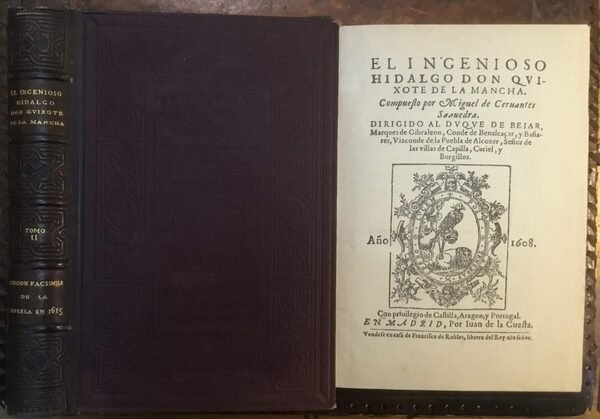 EL INGENIOSO
HIDALGO
DON QVIXOTE
DE LA MANCHA
TOMO
II
EDICION FACSIMILE
DE LA
IMPRESA EN 1615
EL INGENIOSO
HIDALGO DON QVI-
XOTE DE LA MANCHA.
Compuesto por Miguel de Ceruantes
Saauedra.
DIRIGIDO AL DVQVE DE BEIAR,
Marques de Gibraleon, Conde de Benalcaçar, y Baña-
res, Vizconde de la Puebla de Alcozer, Señor de
las villas de Capilla, Curiel, y
Burgillos.
Año 1608.
Con priuilegio de Castilla, Aragon, y Portugal.
EN MADRID, Por Iuan de la Cuesta.
Vendese en casa de Francisco de Robles, librero del Rey nro señor.